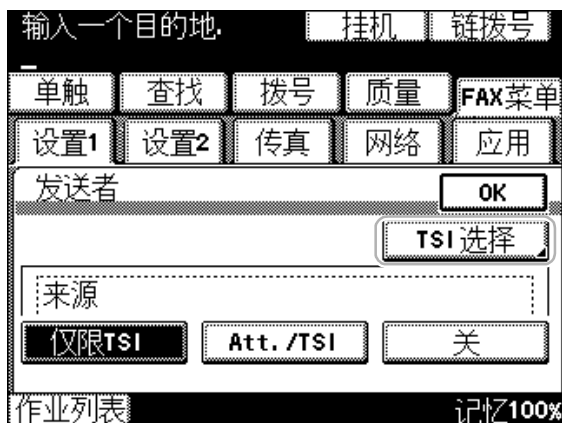 输入一个目的地. 挂机 链拨号
单触 查找 拨号 质量 FAX菜单
设置1 设置2 传真 网络 应用
发送者 OK
TSI选择
来源
仅限TSI Att./TSI 关
作业列表 记忆100%